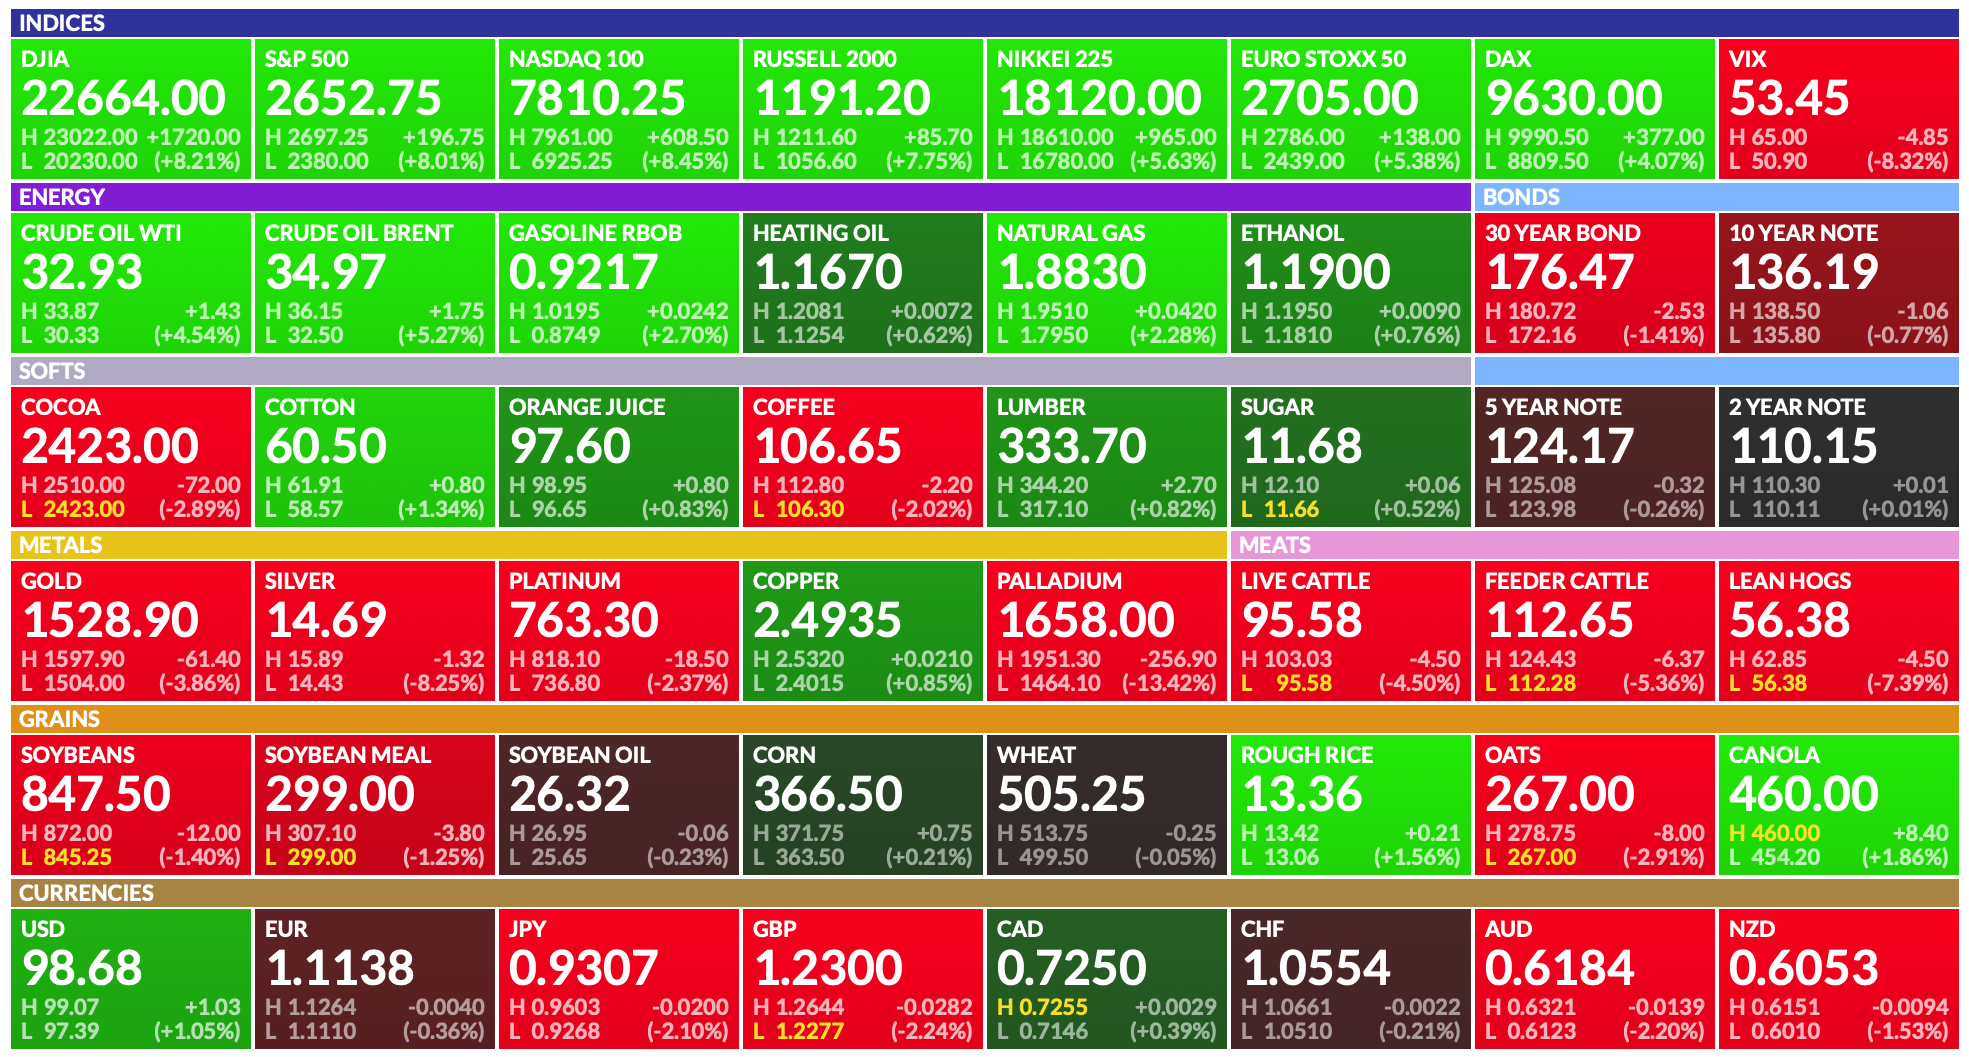 INDICES
DJIA S&P 500 NASDAQ 100 RUSSELL 2000 NIKKEI 225 EURO STOXX 50 DAX VIX
22664.00 2652.75 7810.25 1191.20 18120.00 2705.00 9630.00 53.45
H 23022.00 +1720.00 H 2697.25 +196.75 H 7961.00 +608.50 H 1211.60 +85.70 H 18610.00 +965.00 H 2786.00 +138.00 H 9990.50 +377.00 H 65.00 -4.85
L 20230.00 (+8.21%) L 2380.00 (+8.01%) L 6925.25 (+8.45%) L 1056.60 (+7.75%) L 16780.00 (+5.63%) L 2439.00 (+5.38%) L 8809.50 (+4.07%) L 50.90 (-8.32%)
ENERGY BONDS
CRUDE OIL WTI CRUDE OIL BRENT GASOLINE RBOB HEATING OIL NATURAL GAS ETHANOL 30 YEAR BOND 10 YEAR NOTE
32.93 34.97 0.9217 1.1670 1.8830 1.1900 176.47 136.19
H 33.87 +1.43 H 36.15 +1.75 H 1.0195 +0.0242 H 1.2081 +0.0072 H 1.9510 +0.0420 H 1.1950 +0.0090 H 180.72 -2.53 H 138.50 -1.06
L 30.33 (+4.54%) L 32.50 (+5.27%) L 0.8749 (+2.70%) L 1.1254 (+0.62%) L 1.7950 (+2.28%) L 1.1810 (+0.76%) L 172.16 (-1.41%) L 135.80 (-0.77%)
SOFTS
COCOA COTTON ORANGE JUICE COFFEE LUMBER SUGAR 5 YEAR NOTE 2 YEAR NOTE
2423.00 60.50 97.60 106.65 333.70 11.68 124.17 110.15
H 2510.00 -72.00 H 61.91 +0.80 H 98.95 +0.80 H 112.80 -2.20 H 344.20 +2.70 H 12.10 +0.06 H 125.08 -0.32 H 110.30 +0.01
L 2423.00 (-2.89%) L 58.57 (+1.34%) L 96.65 (+0.83%) L 106.30 (-2.02%) L 317.10 (+0.82%) L 11.66 (+0.52%) L 123.98 (-0.26%) L 110.11 (+0.01%)
METALS MEATS
GOLD SILVER PLATINUM COPPER PALLADIUM LIVE CATTLE FEEDER CATTLE LEAN HOGS
1528.90 14.69 763.30 2.4935 1658.00 95.58 112.65 56.38
H 1597.90 -61.40 H 15.89 -1.32 H 818.10 -18.50 H 2.5320 +0.0210 H 1951.30 -256.90 H 103.03 -4.50 H 124.43 -6.37 H 62.85 -4.50
L 1504.00 (-3.86%) L 14.43 (-8.25%) L 736.80 (-2.37%) L 2.4015 (+0.85%) L 1464.10 (-13.42%) L 95.58 (-4.50%) L 112.28 (-5.36%) L 56.38 (-7.39%)
GRAINS
SOYBEANS SOYBEAN MEAL SOYBEAN OIL CORN WHEAT ROUGH RICE OATS CANOLA
847.50 299.00 26.32 366.50 505.25 13.36 267.00 460.00
H 872.00 -12.00 H 307.10 -3.80 H 26.95 -0.06 H 371.75 +0.75 H 513.75 -0.25 H 13.42 +0.21 H 278.75 -8.00 H 460.00 +8.40
L 845.25 (-1.40%) L 299.00 (-1.25%) L 25.65 (-0.23%) L 363.50 (+0.21%) L 499.50 (-0.05%) L 13.06 (+1.56%) L 267.00 (-2.91%) L 454.20 (+1.86%)
CURRENCIES
USD EUR JPY GBP CAD CHF AUD NZD
98.68 1.1138 0.9307 1.2300 0.7250 1.0554 0.6184 0.6053
H 99.07 +1.03 H 1.1264 -0.0040 H 0.9603 -0.0200 H 1.2644 -0.0282 H 0.7255 +0.0029 H 1.0661 -0.0022 H 0.6321 -0.0139 H 0.6151 -0.0094
L 97.39 (+1.05%) L 1.1110 (-0.36%) L 0.9268 (-2.10%) L 1.2277 (-2.24%) L 0.7146 (+0.39%) L 1.0510 (-0.21%) L 0.6123 (-2.20%) L 0.6010 (-1.53%)